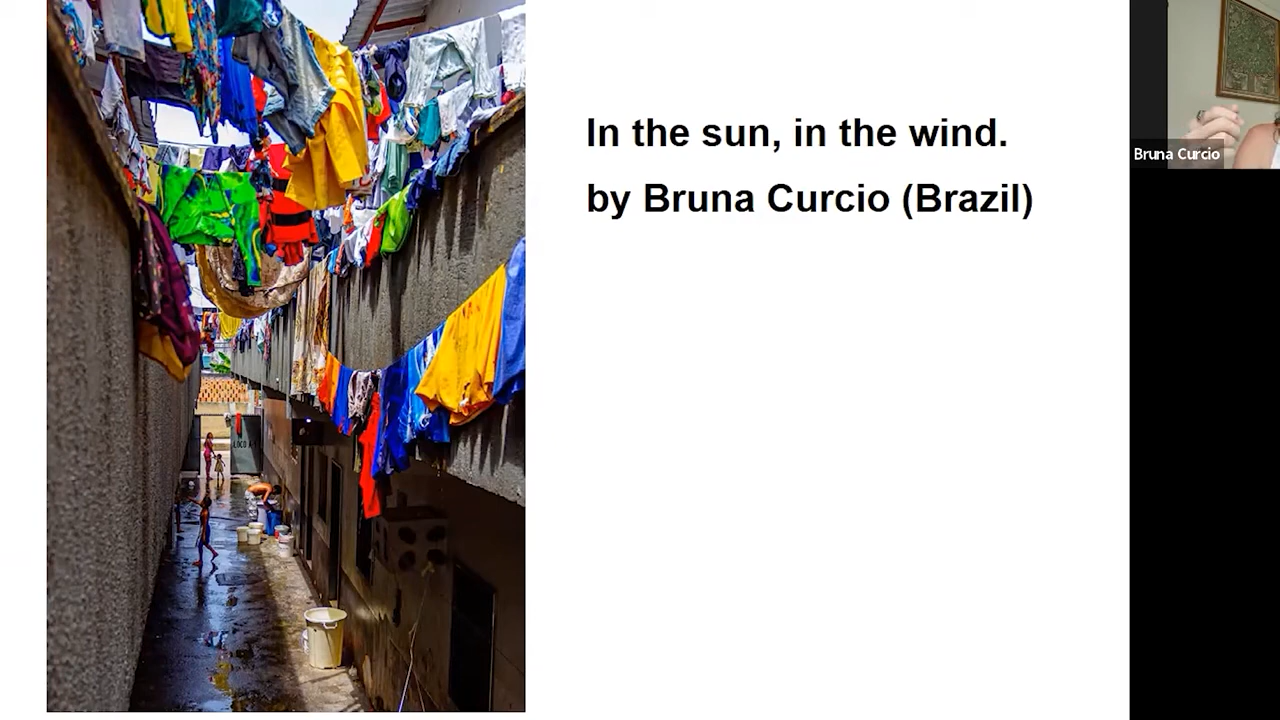 In the sun, in the wind.
by Bruna Curcio (Brazil)
Bruna Curcio